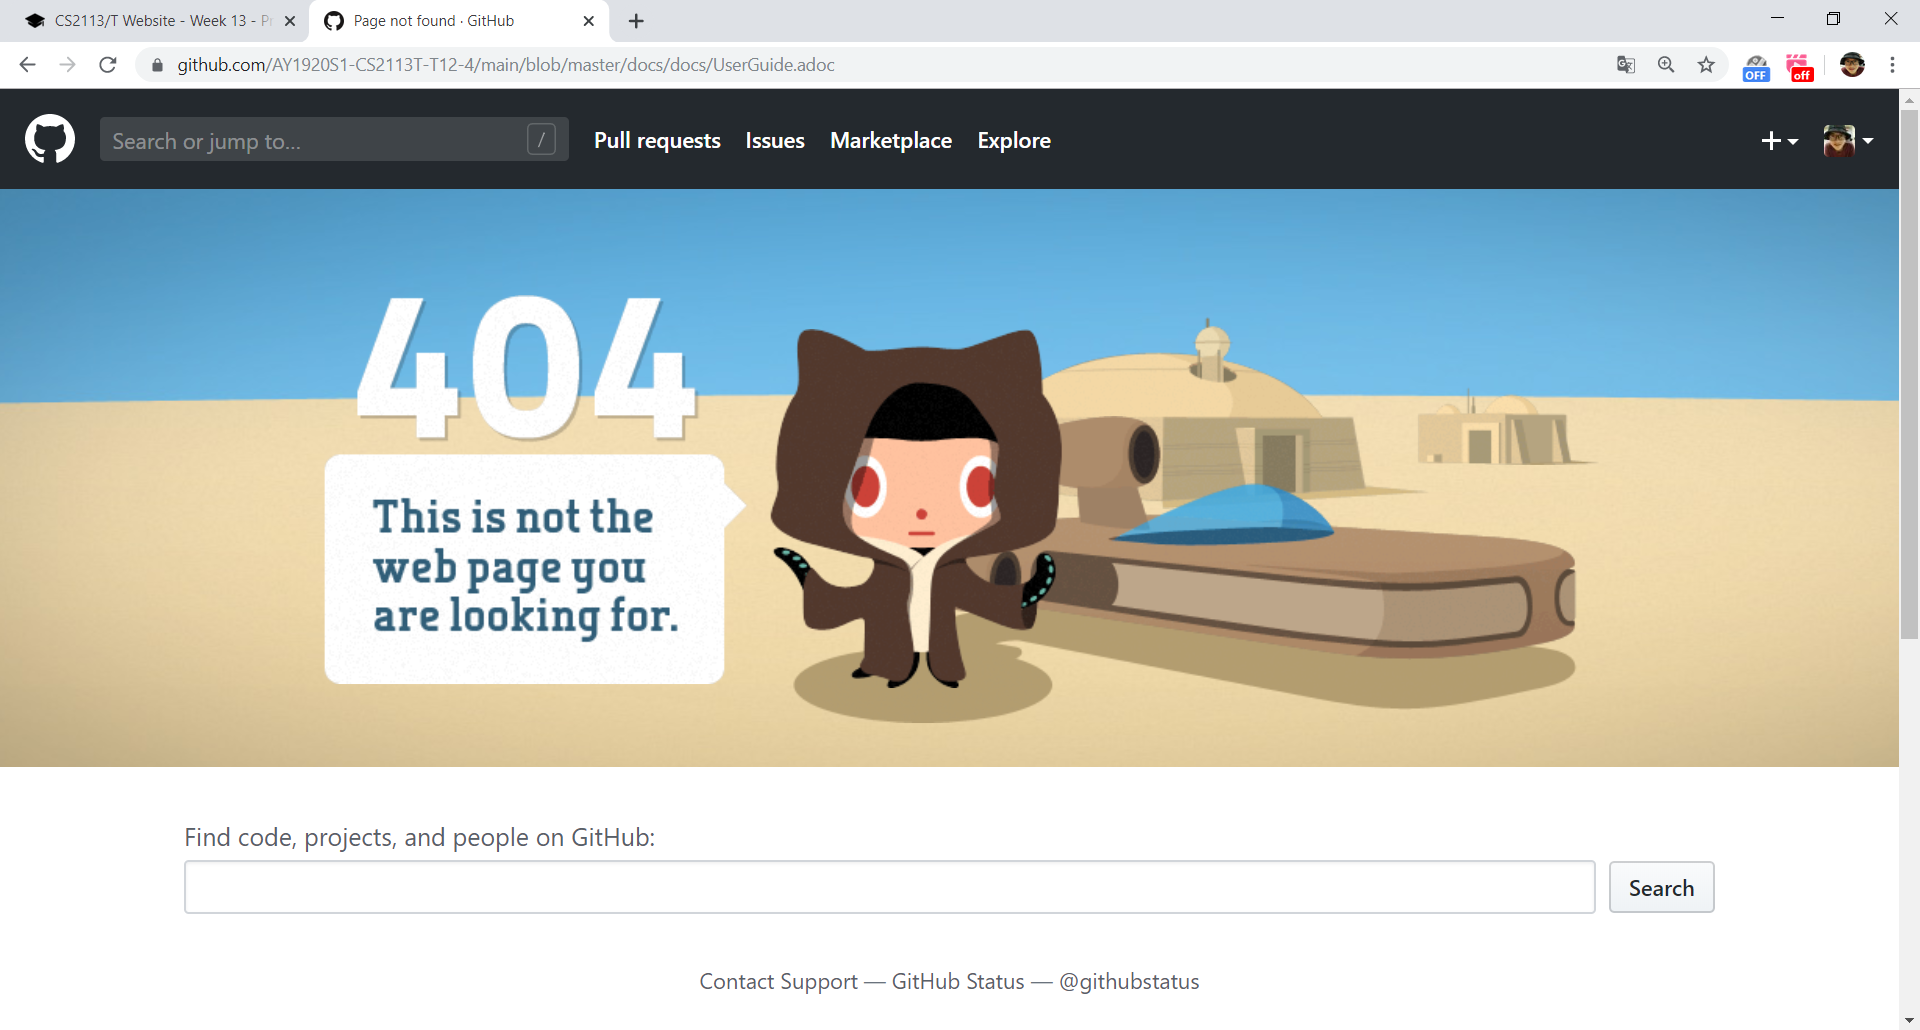 CS2113/T Website - Week 13 - Pr
Page not found · GitHub
github.com/AY1920S1-CS2113T-T12-4/main/blob/master/docs/docs/UserGuide.adoc
OFF
off
Search or jump to...
/
Pull requests
Issues
Marketplace
Explore
404
This is not the
web page you
are looking for.
Find code, projects, and people on GitHub:
Search
Contact Support — GitHub Status — @githubstatus